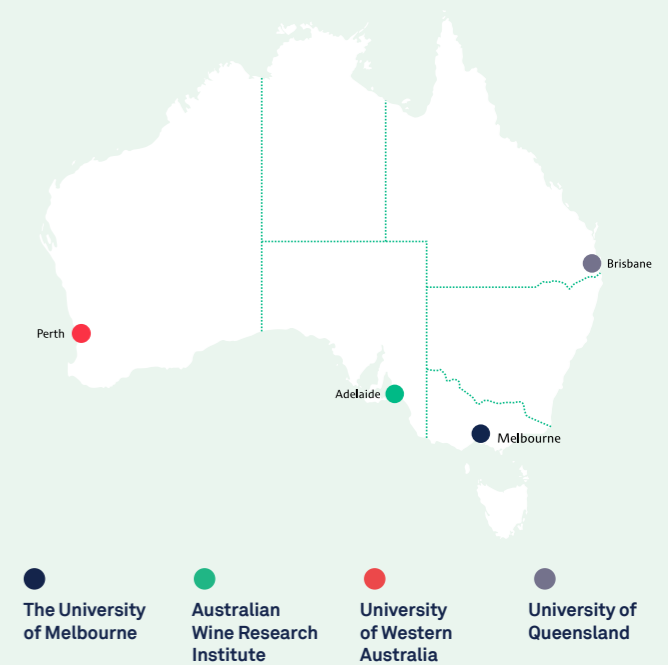 Brisbane
Perth
Adelaide
Melbourne
The University
of Melbourne
Australian
Wine Research
Institute
University
of Western
Australia
University of
Queensland